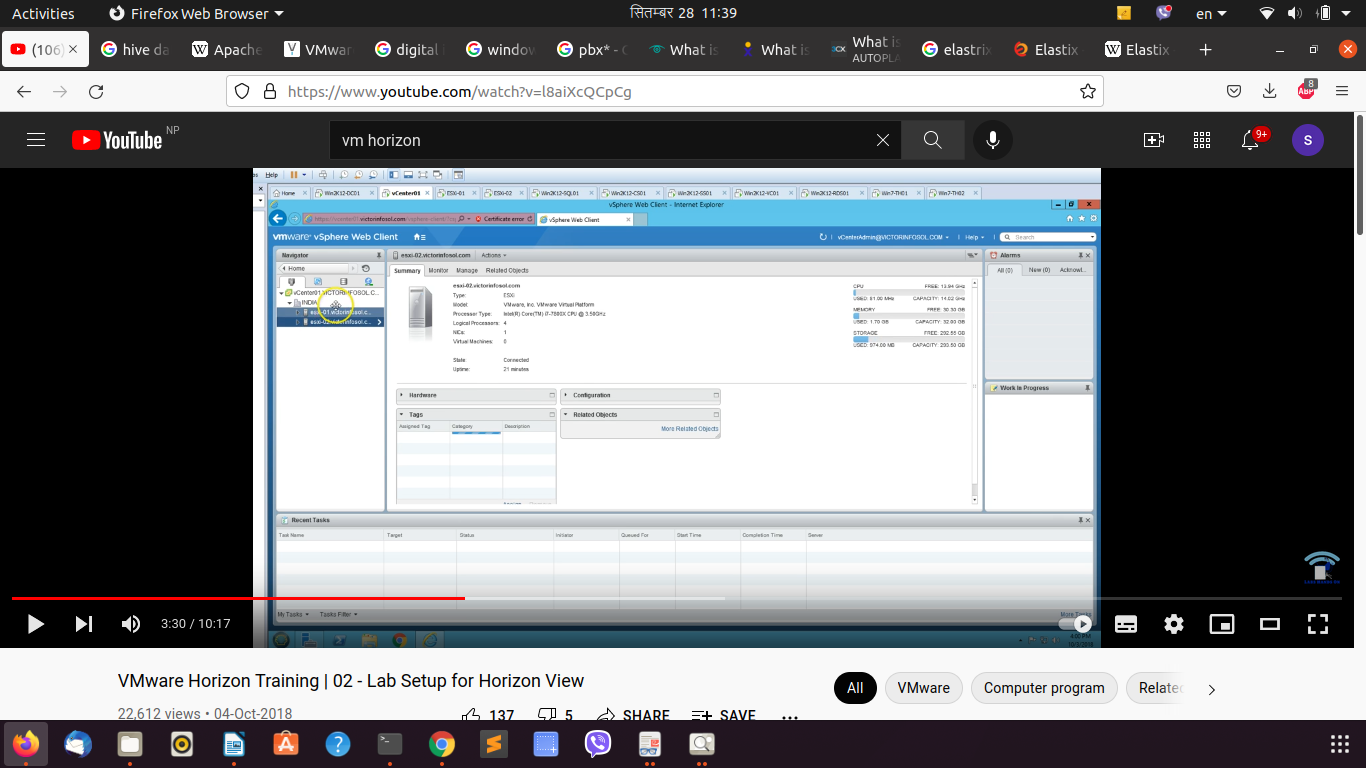 Activities Firefox Web Browser सितम्बर 28 11:39 en
(106) hive da Apache VMwar digital windov pbx* - G What is What is What is elastrix Elastix Elastix
AUTOPLA
https://www.youtube.com/watch?v=l8aiXcQCpCg 8 ABP
YouTube NP vm horizon 9+ S
Help
Home Win2K12-DC01 vCenter01 ESXi-01 ESXi-02 Win2K12-SQL01 Win2K12-CS01 Win2K12-SS01 Win2K12-VC01 Win2K12-RDS01 Win7-TH01 Win7-TH02
vSphere Web Client - Internet Explorer
Certificate error vSphere Web Client
vmware® vSphere Web Client vCenterAdmin@VICTORINFOSOL.COM Help Search
Navigator esxi-02.victorinfosol.com Actions Alarms
Home Summary Monitor Manage Related Objects All (0) New (0) Acknowl...
vCenter01.VICTORINFOSOL.C...
INDIA
esxi-01.victorinfosol.c...
esxi-02.victorinfosol.c...
esxi-02.victorinfosol.com
Type: ESXi
Model: VMware, Inc. VMware Virtual Platform
Processor Type: Intel(R) Core(TM) i7-7800X CPU @ 3.50GHz
Logical Processors: 4
NICs: 1
Virtual Machines: 0
State: Connected
Uptime: 21 minutes
CPU FREE: 13.94 GHz
USED: 81.00 MHz CAPACITY: 14.02 GHz
MEMORY FREE: 30.30 GB
USED: 1.70 GB CAPACITY: 32.00 GB
STORAGE FREE: 292.55 GB
USED: 974.00 MB CAPACITY: 293.50 GB
Hardware Configuration Work In Progress
Tags Related Objects
Assigned Tag Category Description More Related Objects
Recent Tasks
Task Name Target Status Initiator Queued For Start Time Completion Time Server
My Tasks Tasks Filter More Tasks
3:30 / 10:17
4:00 PM
VMware Horizon Training | 02 - Lab Setup for Horizon View
All VMware Computer program Related
22,612 views • 04-Oct-2018 137 5 SHARE SAVE